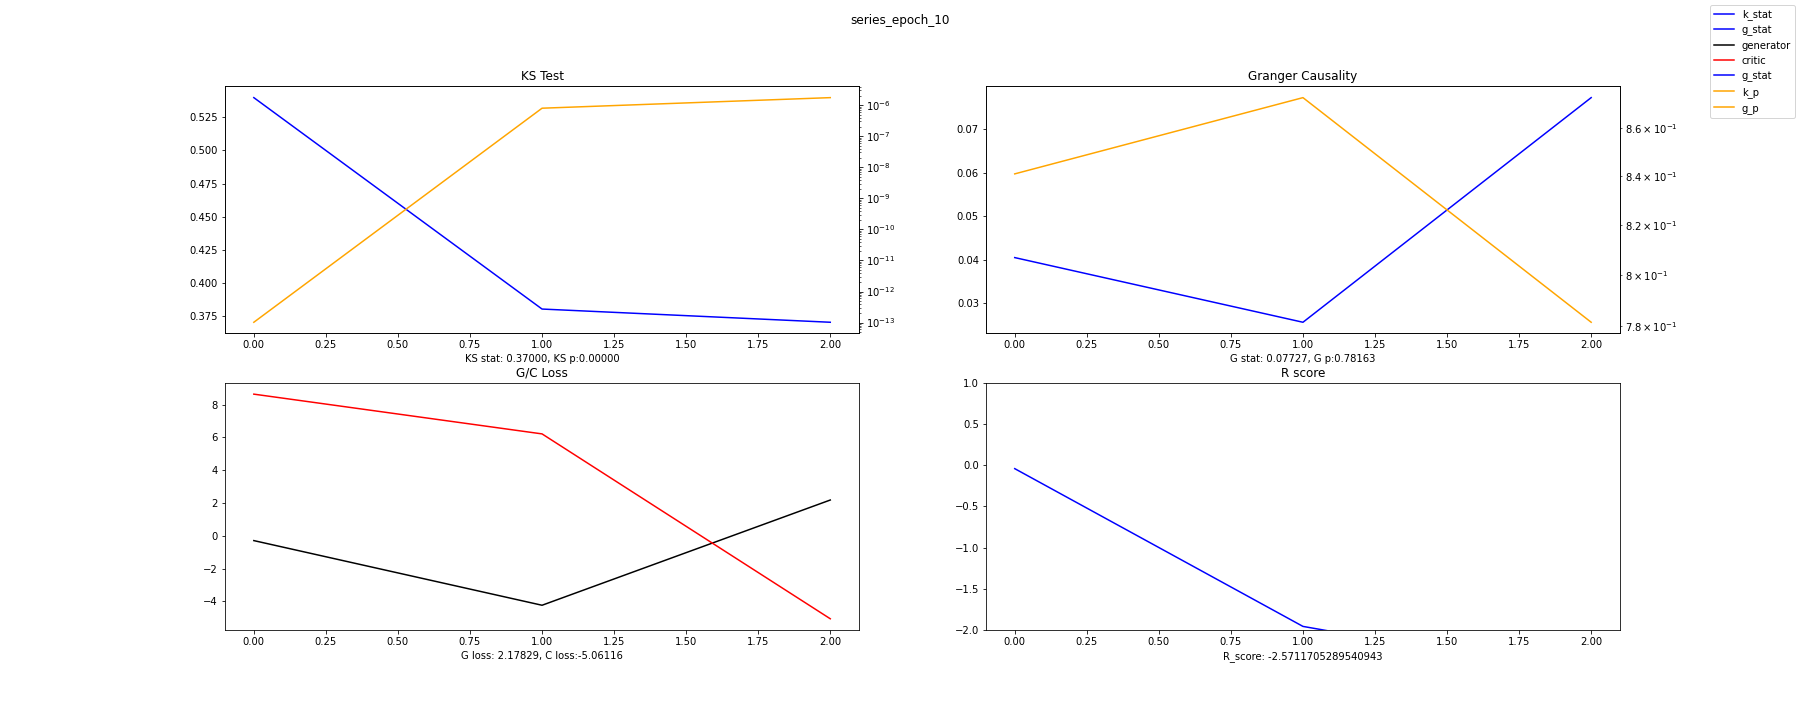 series_epoch_10
k_stat
g_stat
generator
critic
g_stat
k_p
g_p
KS Test
0.525
0.500
0.475
0.450
0.425
0.400
0.375
10⁻⁶
10⁻⁷
10⁻⁸
10⁻⁹
10⁻¹⁰
10⁻¹¹
10⁻¹²
10⁻¹³
0.00 0.25 0.50 0.75 1.00 1.25 1.50 1.75 2.00
KS stat: 0.37000, KS p:0.00000
Granger Causality
0.07
0.06
0.05
0.04
0.03
8.6 × 10⁻¹
8.4 × 10⁻¹
8.2 × 10⁻¹
8 × 10⁻¹
7.8 × 10⁻¹
0.00 0.25 0.50 0.75 1.00 1.25 1.50 1.75 2.00
G stat: 0.07727, G p:0.78163
G/C Loss
8
6
4
2
0
−2
−4
0.00 0.25 0.50 0.75 1.00 1.25 1.50 1.75 2.00
G loss: 2.17829, C loss:-5.06116
R score
1.0
0.5
0.0
−0.5
−1.0
−1.5
−2.0
0.00 0.25 0.50 0.75 1.00 1.25 1.50 1.75 2.00
R_score: -2.5711705289540943